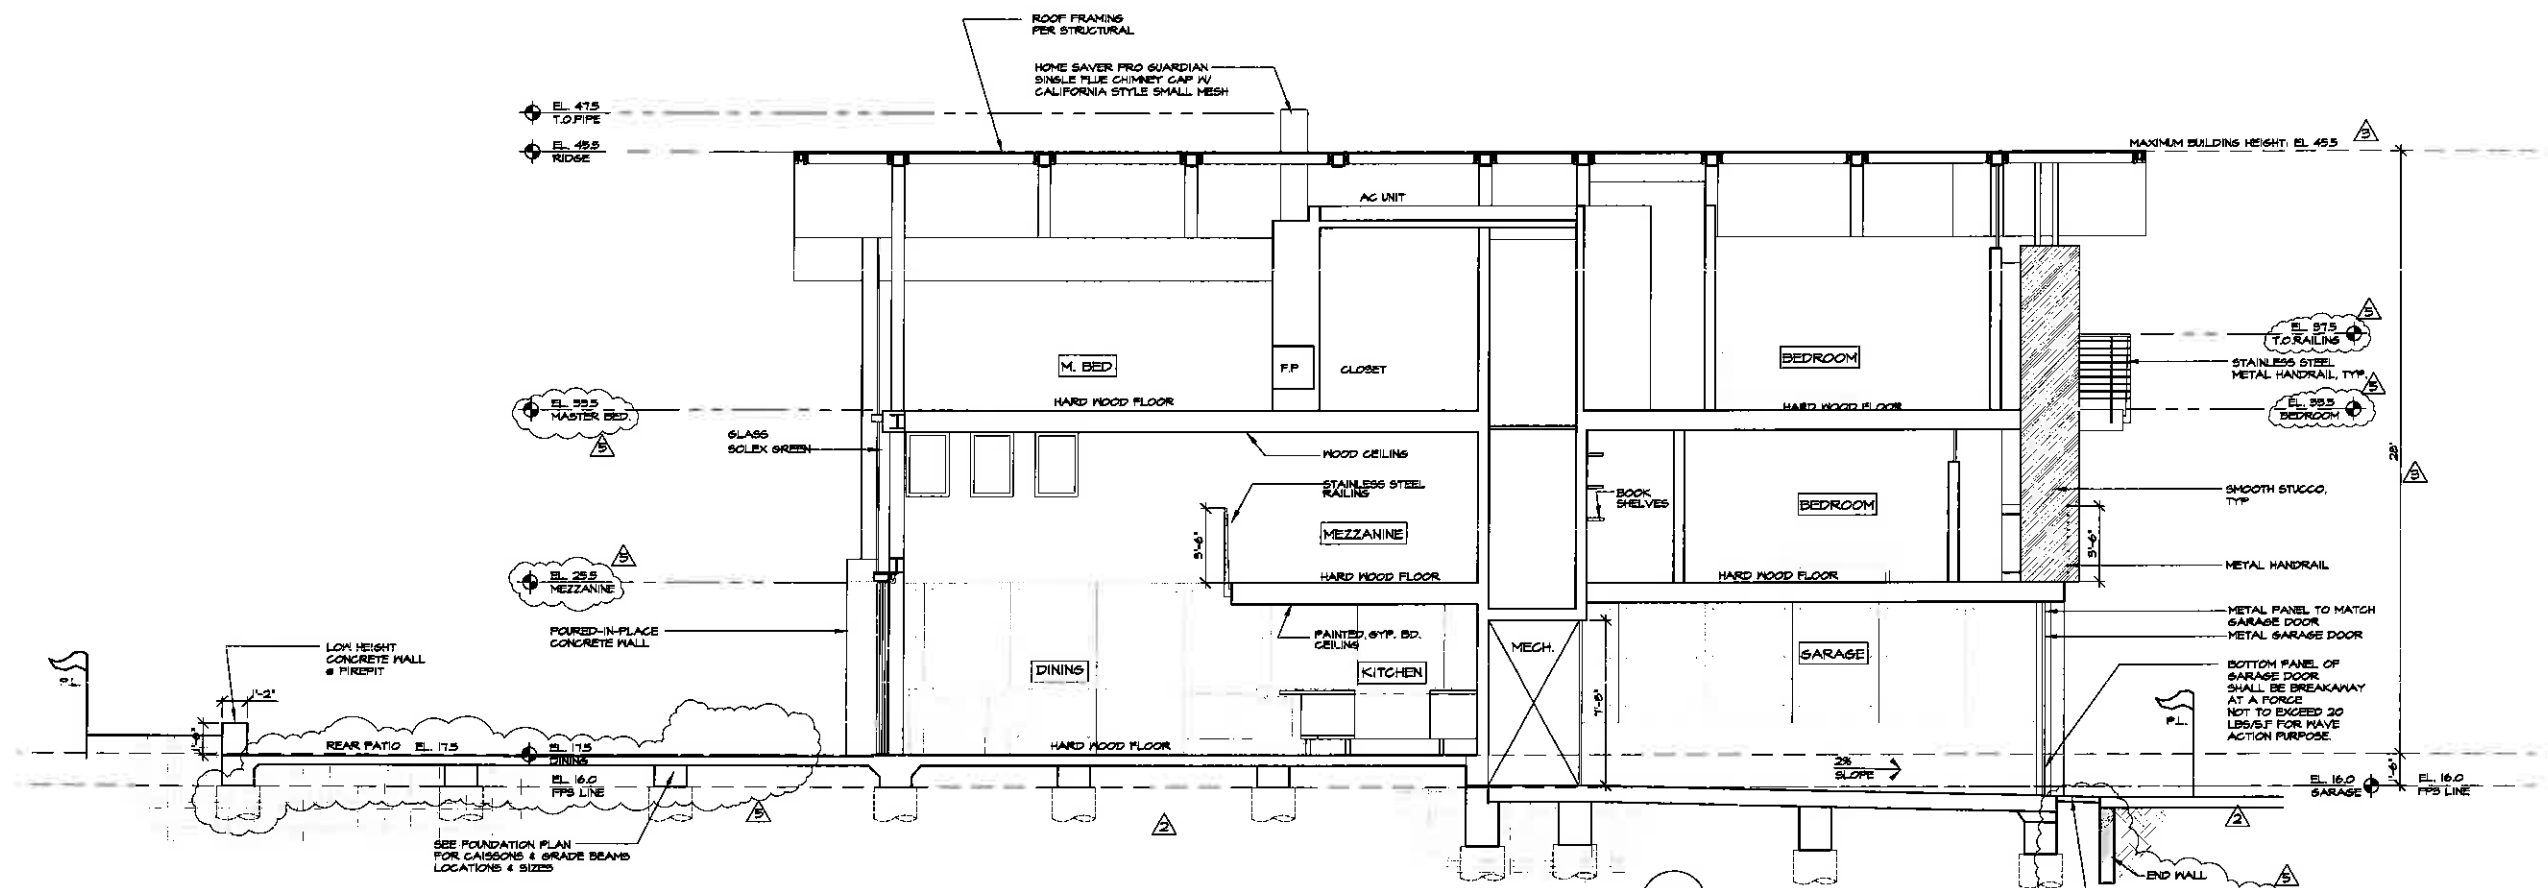 ROOF FRAMING
PER STRUCTURAL
HOME SAVER PRO GUARDIAN
SINGLE FLUE CHIMNEY CAP W/
CALIFORNIA STYLE SMALL MESH
EL. 47.5
T.O.PIPE
EL. 45.5
RIDGE
3
MAXIMUM BUILDING HEIGHT: EL 45.5
AC UNIT
5
EL. 37.5
T.O.RAILING
STAINLESS STEEL
METAL HANDRAIL, TYP.
5
EL. 33.5
BEDROOM
M. BED
F.P
CLOSET
BEDROOM
HARD WOOD FLOOR
HARD WOOD FLOOR
EL. 33.5
MASTER BED.
5
GLASS
SOLEX GREEN
WOOD CEILING
STAINLESS STEEL
RAILING
BOOK
SHELVES
BEDROOM
MEZZANINE
28'
3
SMOOTH STUCCO,
TYP
3'-6"
3'-6"
5
EL. 25.5
MEZZANINE
HARD WOOD FLOOR
HARD WOOD FLOOR
METAL HANDRAIL
POURED-IN-PLACE
CONCRETE WALL
PAINTED, GYP. BD.
CEILING
METAL PANEL TO MATCH
GARAGE DOOR
METAL GARAGE DOOR
LOW HEIGHT
CONCRETE WALL
@ FIREPIT
P.L.
1'-2"
DINING
KITCHEN
MECH.
GARAGE
BOTTOM PANEL OF
GARAGE DOOR
SHALL BE BREAKAWAY
AT A FORCE
NOT TO EXCEED 20
LBS/S.F FOR WAVE
ACTION PURPOSE.
P.L.
REAR PATIO EL. 17.5
EL. 17.5
DINING
HARD WOOD FLOOR
EL. 16.0
FPS LINE
2%
SLOPE
1'-6"
EL. 16.0
GARAGE
EL. 16.0
FPS LINE
5
2
2
SEE FOUNDATION PLAN
FOR CAISSONS & GRADE BEAMS
LOCATIONS & SIZES
END WALL
5